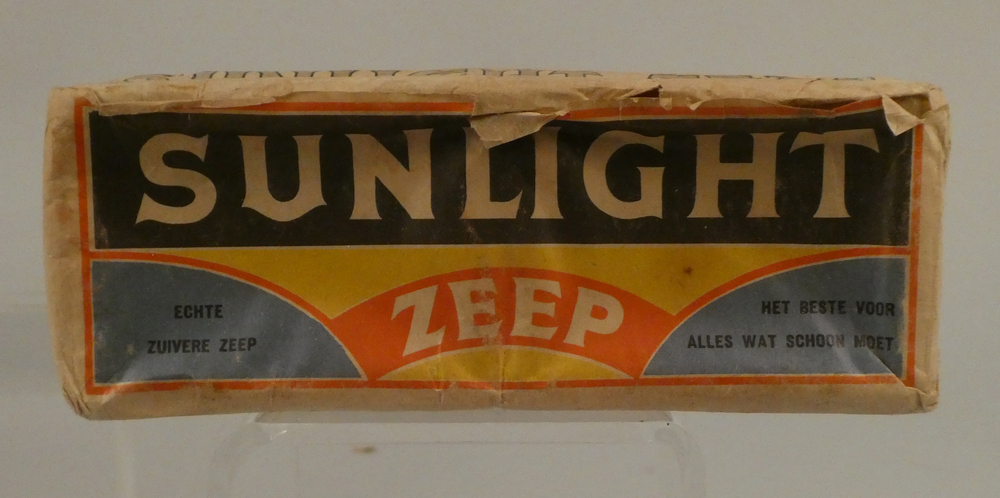 SUNLIGHT
ZEEP
ECHTE
ZUIVERE ZEEP
HET BESTE VOOR
ALLES WAT SCHOON MOET